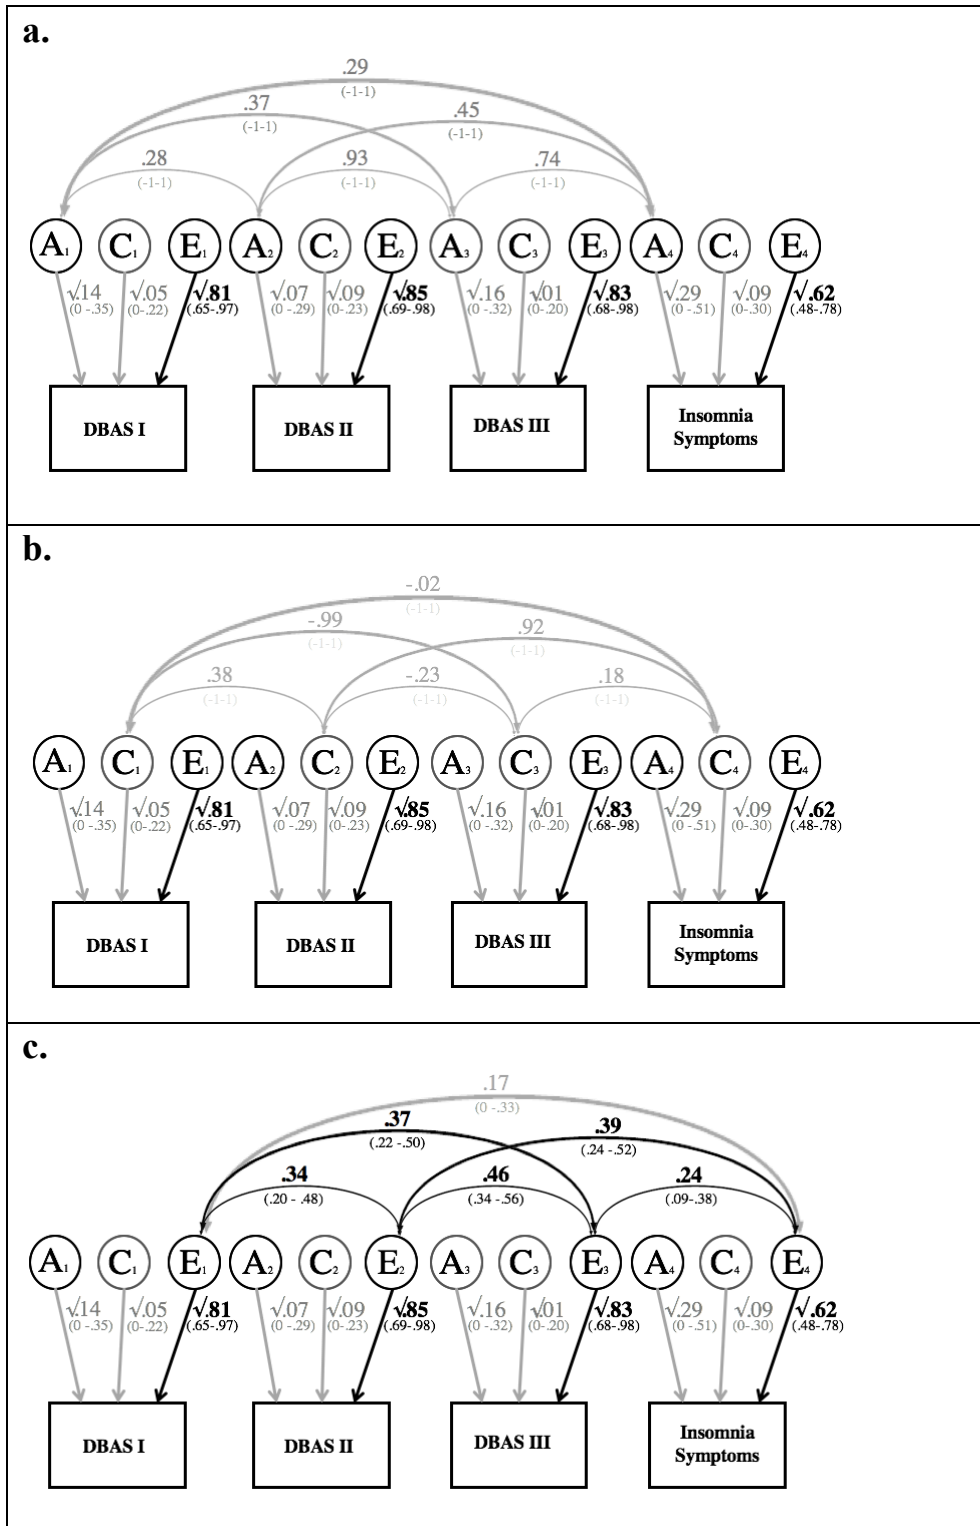 a.
.29
(-1-1)
.37 .45
(-1-1) (-1-1)
.28 .93 .74
(-1-1) (-1-1) (-1-1)
A1 C1 E1 A2 C2 E2 A3 C3 E3 A4 C4 E4
√.14 √.05 √.81 √.07 √.09 √.85 √.16 √.01 √.83 √.29 √.09 √.62
(0 -.35) (0-.22) (.65-.97) (0 -.29) (0-.23) (.69-.98) (0 -.32) (0-.20) (.68-.98) (0 -.51) (0-.30) (.48-.78)
DBAS I DBAS II DBAS III Insomnia
Symptoms
b.
-.02
(-1-1)
-.99 .92
(-1-1) (-1-1)
.38 -.23 .18
(-1-1) (-1-1) (-1-1)
A1 C1 E1 A2 C2 E2 A3 C3 E3 A4 C4 E4
√.14 √.05 √.81 √.07 √.09 √.85 √.16 √.01 √.83 √.29 √.09 √.62
(0 -.35) (0-.22) (.65-.97) (0 -.29) (0-.23) (.69-.98) (0 -.32) (0-.20) (.68-.98) (0 -.51) (0-.30) (.48-.78)
DBAS I DBAS II DBAS III Insomnia
Symptoms
c.
.17
(0 -.33)
.37 .39
(.22 -.50) (.24 -.52)
.34 .46 .24
(.20 - .48) (.34 -.56) (.09-.38)
A1 C1 E1 A2 C2 E2 A3 C3 E3 A4 C4 E4
√.14 √.05 √.81 √.07 √.09 √.85 √.16 √.01 √.83 √.29 √.09 √.62
(0 -.35) (0-.22) (.65-.97) (0 -.29) (0-.23) (.69-.98) (0 -.32) (0-.20) (.68-.98) (0 -.51) (0-.30) (.48-.78)
DBAS I DBAS II DBAS III Insomnia
Symptoms